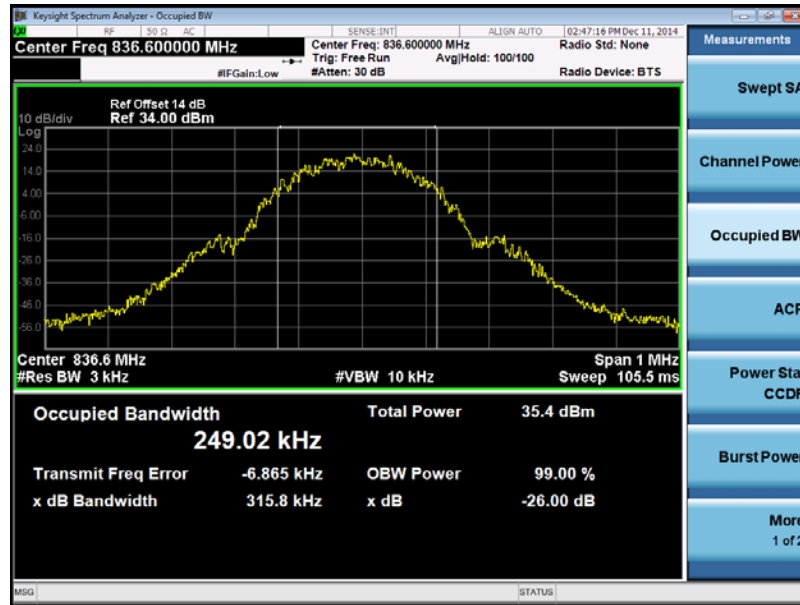 Keysight Spectrum Analyzer - Occupied BW
RF 50 Ω AC SENSE:INT ALIGN AUTO 02:47:16 PM Dec 11, 2014
Center Freq 836.600000 MHz
Center Freq: 836.600000 MHz
Radio Std: None
Trig: Free Run Avg|Hold: 100/100
#IFGain:Low
#Atten: 30 dB
Radio Device: BTS
Ref Offset 14 dB
10 dB/div Ref 34.00 dBm
Log
24.0
14.0
4.00
-6.00
-16.0
-26.0
-36.0
-46.0
-56.0
Center 836.6 MHz
Span 1 MHz
#Res BW 3 kHz
#VBW 10 kHz
Sweep 105.5 ms
Occupied Bandwidth
249.02 kHz
Total Power 35.4 dBm
Transmit Freq Error -6.865 kHz
OBW Power 99.00 %
x dB Bandwidth 315.8 kHz
x dB -26.00 dB
MSG
STATUS
Measurements
Swept SA
Channel Power
Occupied BW
ACP
Power Sta
CCDF
Burst Power
More
1 of 2